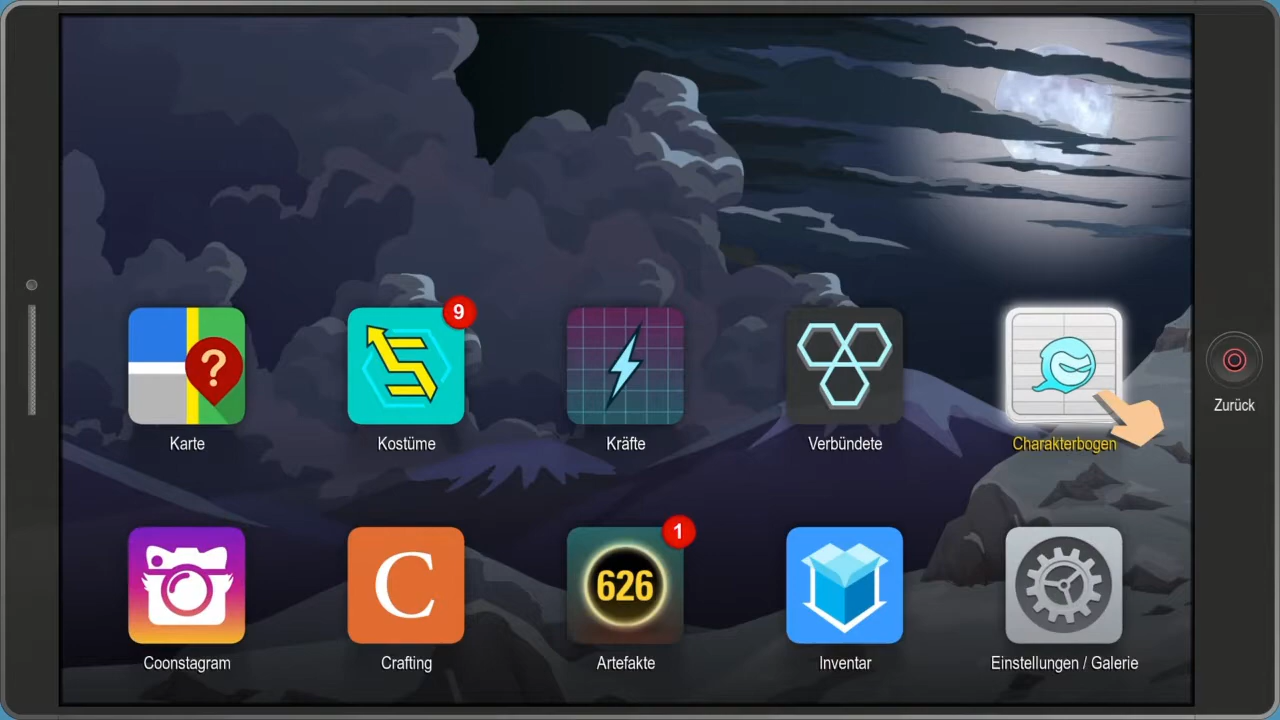 ?
9
Karte
Kostüme
Kräfte
Verbündete
Charakterbogen
Zurück
C
626
1
Coonstagram
Crafting
Artefakte
Inventar
Einstellungen / Galerie